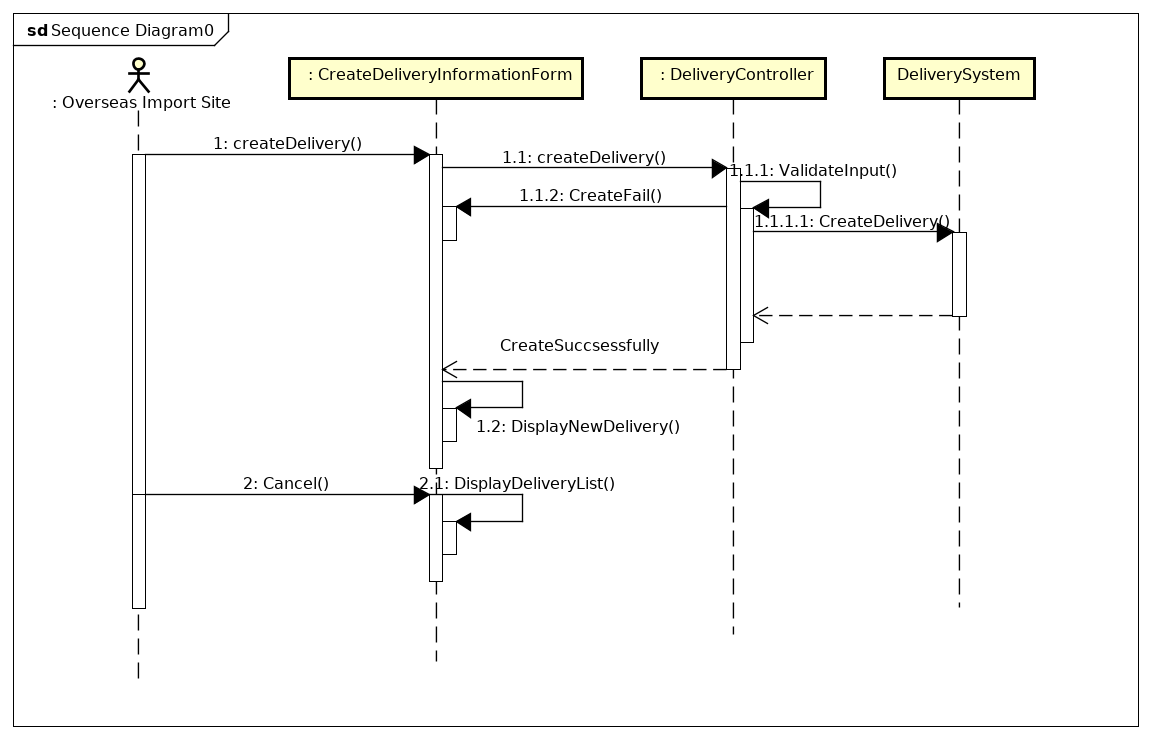 sd Sequence Diagram0
: Overseas Import Site
: CreateDeliveryInformationForm
: DeliveryController
DeliverySystem
1: createDelivery()
1.1: createDelivery()
1.1.1: ValidateInput()
1.1.2: CreateFail()
1.1.1.1: CreateDelivery()
CreateSuccsessfully
1.2: DisplayNewDelivery()
2: Cancel()
2.1: DisplayDeliveryList()